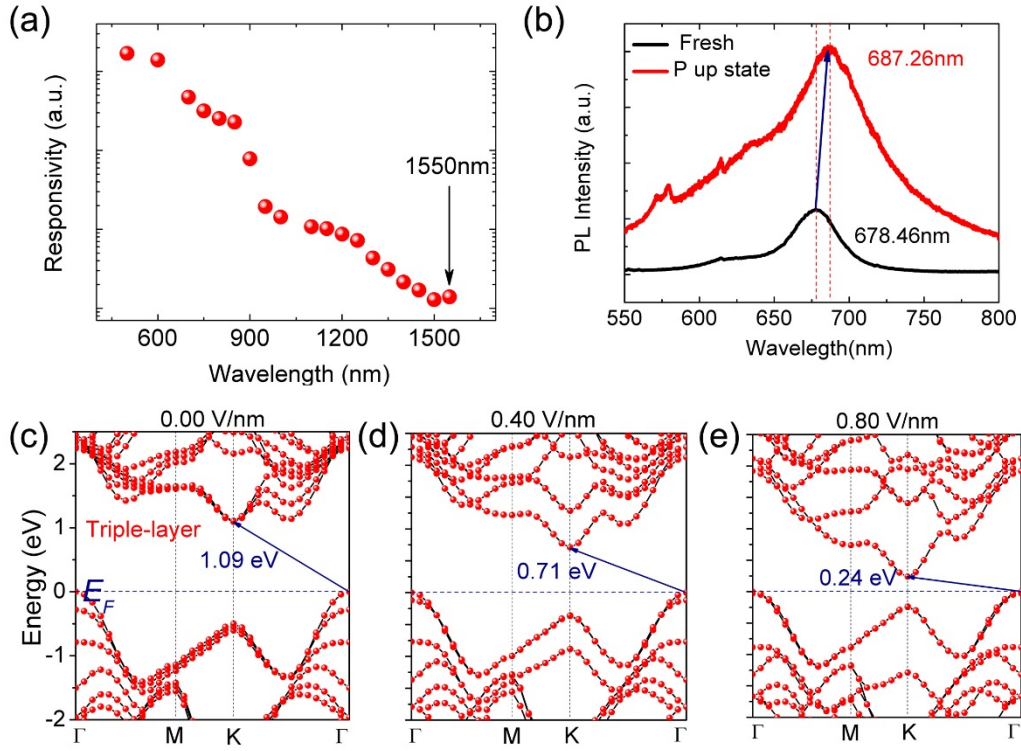 (a)
Responsivity (a.u.)
1550nm
600 900 1200 1500
Wavelength (nm)
(b)
PL Intensity (a.u.)
Fresh
P up state
687.26nm
678.46nm
550 600 650 700 750 800
Wavelegth(nm)
(c)
0.00 V/nm
Energy (eV)
2
1
0
-1
-2
Triple-layer
1.09 eV
E_F
Γ M K Γ
(d)
0.40 V/nm
0.71 eV
Γ M K Γ
(e)
0.80 V/nm
0.24 eV
Γ M K Γ